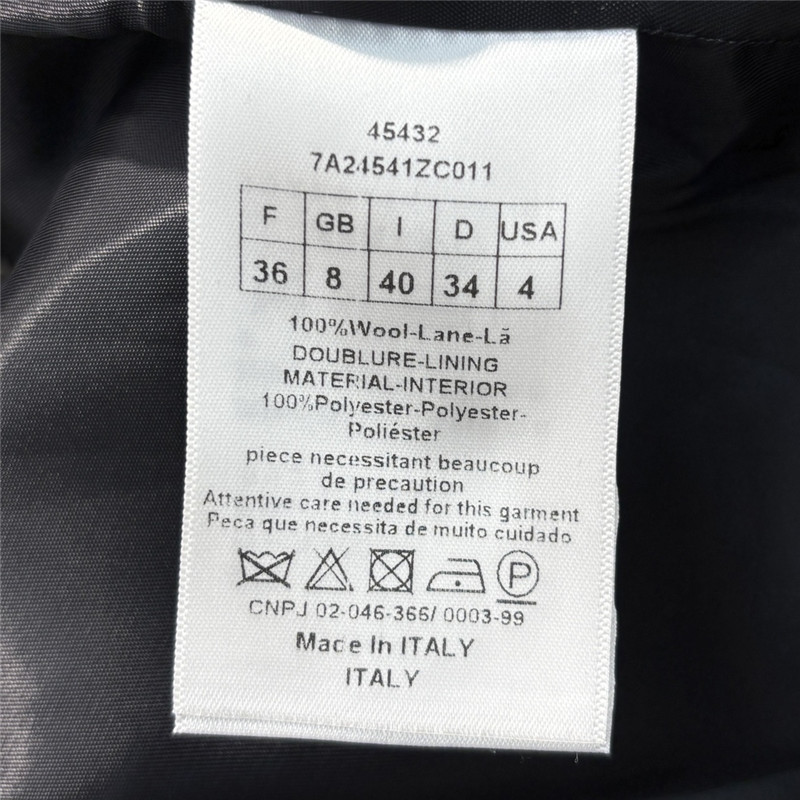 45432
7A24541ZC011
F GB I D USA
36 8 40 34 4
100%Wool-Lane-Lã
DOUBLURE-LINING
MATERIAL-INTERIOR
100%Polyester-Polyester-
Poliéster
piece necessitant beaucoup
de precaution
Attentive care needed for this garment
Peca que necessita de muito cuidado
P
CNPJ 02-046-366/ 0003-99
Made In ITALY
ITALY